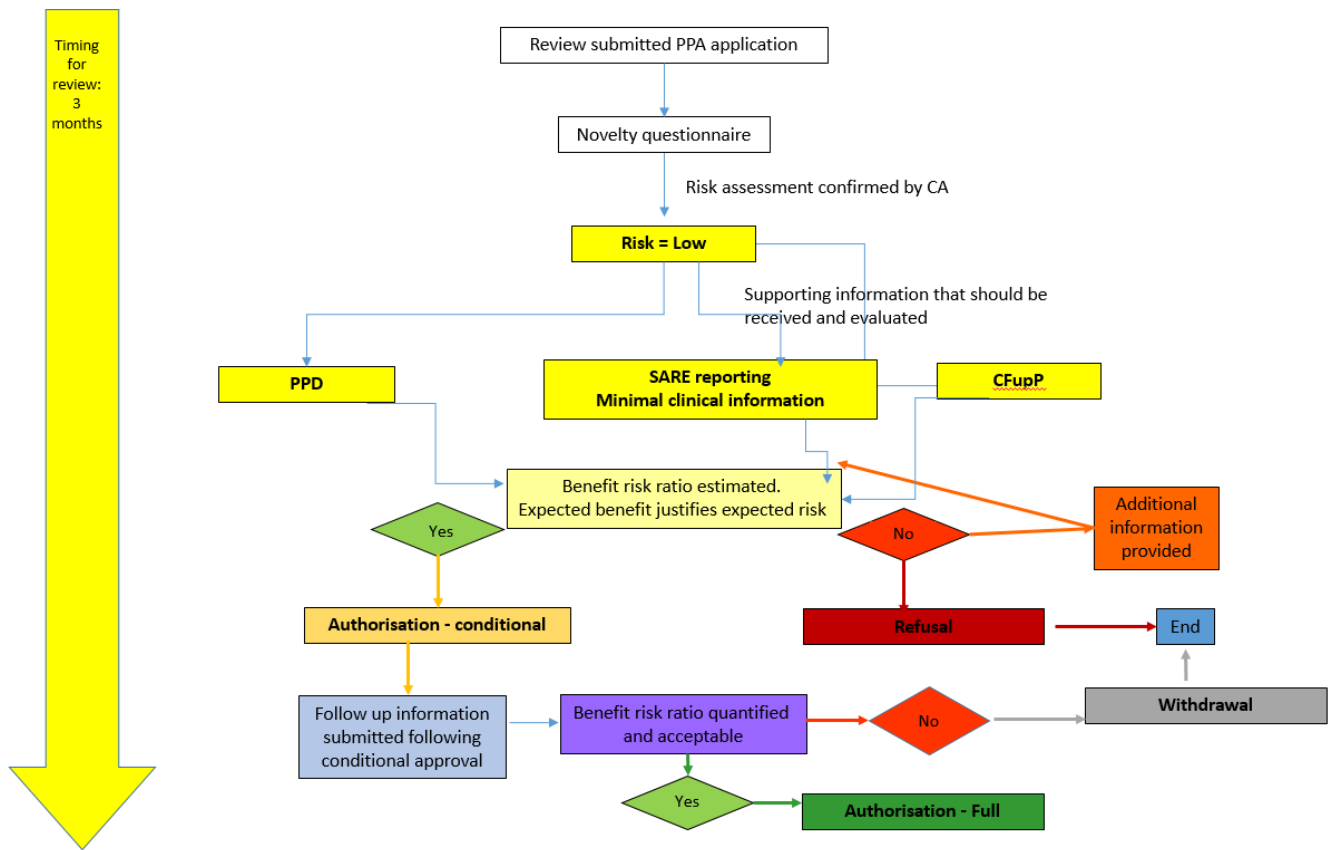 Timing
for
review:
3
months
Review submitted PPA application
Novelty questionnaire
Risk assessment confirmed by CA
Risk = Low
Supporting information that should be
received and evaluated
PPD
SARE reporting
Minimal clinical information
CFupP
Benefit risk ratio estimated.
Expected benefit justifies expected risk
Additional
information
provided
Yes
No
Authorisation - conditional
Refusal
End
Follow up information
submitted following
conditional approval
Benefit risk ratio quantified
and acceptable
No
Withdrawal
Yes
Authorisation - Full